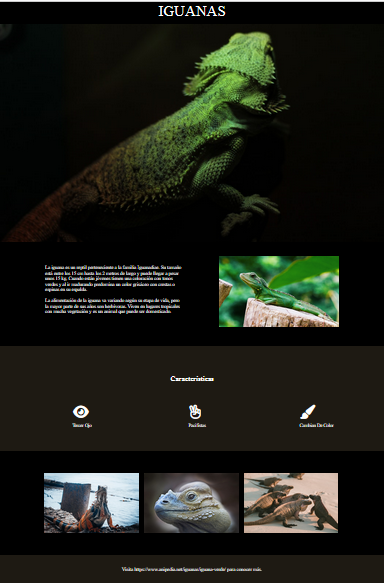 IGUANAS
La iguana es un reptil perteneciente a la familia Iguanadiae. Su tamaño
está entre los 15 cm hasta los 2 metros de largo y puede llegar a pesar
unos 15 kg. Cuando están jóvenes tienen una coloración con tonos
verdes y al ir madurando predomina un color grisáceo con crestas o
espinas en su espalda.
La alimentación de la iguana va variando según su etapa de vida, pero
la mayor parte de sus años son herbívoras. Viven en lugares tropicales
con mucha vegetación y es un animal que puede ser domesticado.
Características
Tercer Ojo
Pacifistas
Cambian De Color
Visita https://www.anipedia.net/iguanas/iguana-verde/ para conocer más.